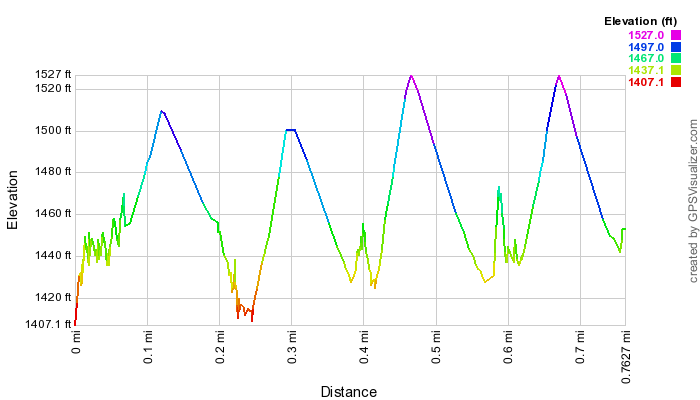 Elevation (ft)
1527.0
1497.0
1467.0
1437.1
1407.1
1527 ft
1520 ft
1500 ft
1480 ft
1460 ft
1440 ft
1420 ft
1407.1 ft
Elevation
0 mi
0.1 mi
0.2 mi
0.3 mi
0.4 mi
0.5 mi
0.6 mi
0.7 mi
0.7627 mi
Distance
created by GPSVisualizer.com